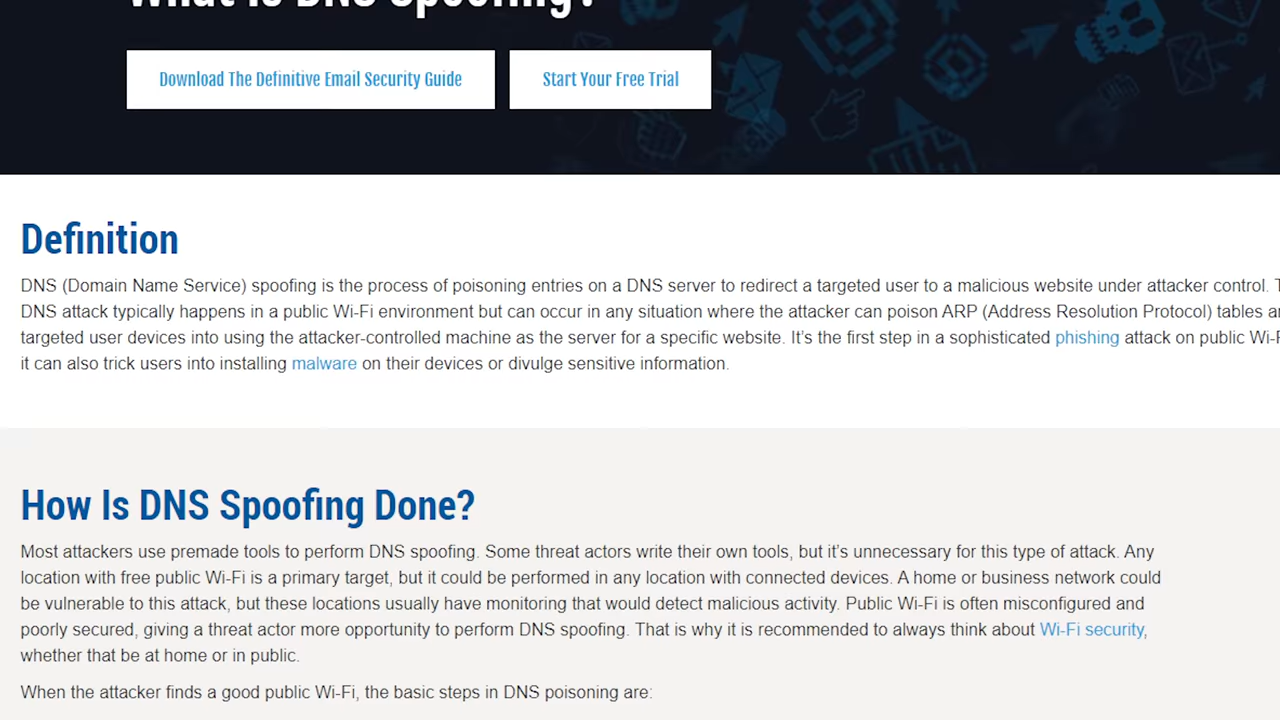 What Is DNS Spoofing?
Download The Definitive Email Security Guide
Start Your Free Trial
Definition
DNS (Domain Name Service) spoofing is the process of poisoning entries on a DNS server to redirect a targeted user to a malicious website under attacker control.
DNS attack typically happens in a public Wi-Fi environment but can occur in any situation where the attacker can poison ARP (Address Resolution Protocol) tables
targeted user devices into using the attacker-controlled machine as the server for a specific website. It’s the first step in a sophisticated phishing attack on public
it can also trick users into installing malware on their devices or divulge sensitive information.
How Is DNS Spoofing Done?
Most attackers use premade tools to perform DNS spoofing. Some threat actors write their own tools, but it’s unnecessary for this type of attack. Any
location with free public Wi-Fi is a primary target, but it could be performed in any location with connected devices. A home or business network could
be vulnerable to this attack, but these locations usually have monitoring that would detect malicious activity. Public Wi-Fi is often misconfigured and
poorly secured, giving a threat actor more opportunity to perform DNS spoofing. That is why it is recommended to always think about Wi-Fi security,
whether that be at home or in public.
When the attacker finds a good public Wi-Fi, the basic steps in DNS poisoning are: